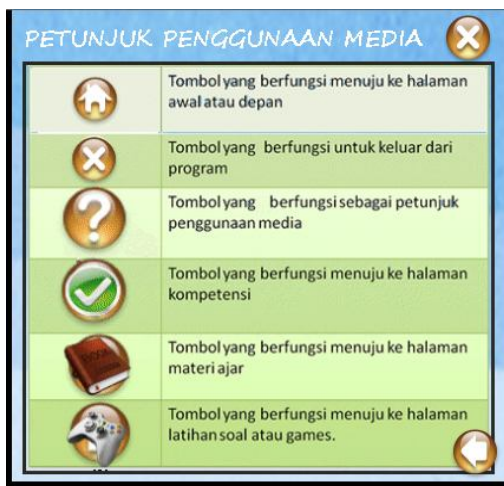 PETUNJUK PENGGUNAAN MEDIA
Tombol yang berfungsi menuju ke halaman
awal atau depan
Tombol yang berfungsi untuk keluar dari
program
Tombol yang berfungsi sebagai petunjuk
penggunaan media
Tombol yang berfungsi menuju ke halaman
kompetensi
Tombol yang berfungsi menuju ke halaman
materi ajar
Tombol yang berfungsi menuju ke halaman
latihan soal atau games.